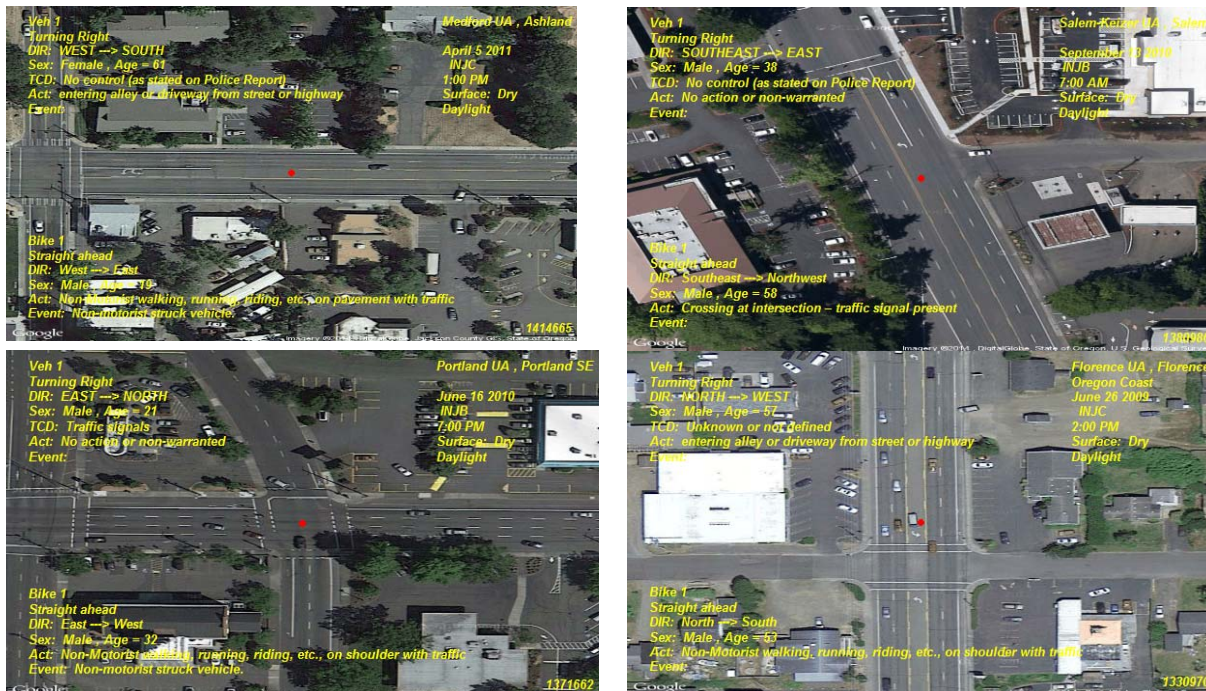 Veh 1
Turning Right
DIR: WEST ---> SOUTH
Sex: Female , Age = 61
TCD: No control (as stated on Police Report)
Act: entering alley or driveway from street or highway
Event:
Medford UA , Ashland
April 5 2011
INJC
1:00 PM
Surface: Dry
Daylight
Bike 1
Straight ahead
DIR: West ---> East
Sex: Male , Age = 19
Act: Non-Motorist walking, running, riding, etc., on pavement with traffic
Event: Non-motorist struck vehicle.
Google
1414665
Veh 1
Turning Right
DIR: SOUTHEAST ---> EAST
Sex: Male , Age = 38
TCD: No control (as stated on Police Report)
Act: No action or non-warranted
Event:
Salem-Keizer UA , Salem
September 13
INJB
7:00 AM
Surface: Dry
Daylight
Bike 1
Straight ahead
DIR: Southeast ---> Northwest
Sex: Male , Age = 58
Act: Crossing at intersection – traffic signal present
Event:
Google
Imagery ©2014 , DigitalGlobe, State of Oregon, U.S. Geological
138098
Veh 1
Turning Right
DIR: EAST ---> NORTH
Sex: Male , Age = 21
TCD: Traffic signals
Act: No action or non-warranted
Event:
Portland UA , Portland SE
June 16 2010
INJB
7:00 PM
Surface: Dry
Daylight
Bike 1
Straight ahead
DIR: East ---> West
Sex: Male , Age = 32
Act: Non-Motorist walking, running, riding, etc., on shoulder with traffic
Event: Non-motorist struck vehicle.
Google
1371662
Veh 1
Turning Right
DIR: NORTH ---> WEST
Sex: Male , Age = 57
TCD: Unknown or not defined
Act: entering alley or driveway from street or highway
Event:
Florence UA , Florence
Oregon Coast
June 26 2009
INJC
2:00 PM
Surface: Dry
Daylight
Bike 1
Straight ahead
DIR: North ---> South
Sex: Male , Age = 53
Act: Non-Motorist walking, running, riding, etc., on shoulder with traffic
Event:
Google
133097